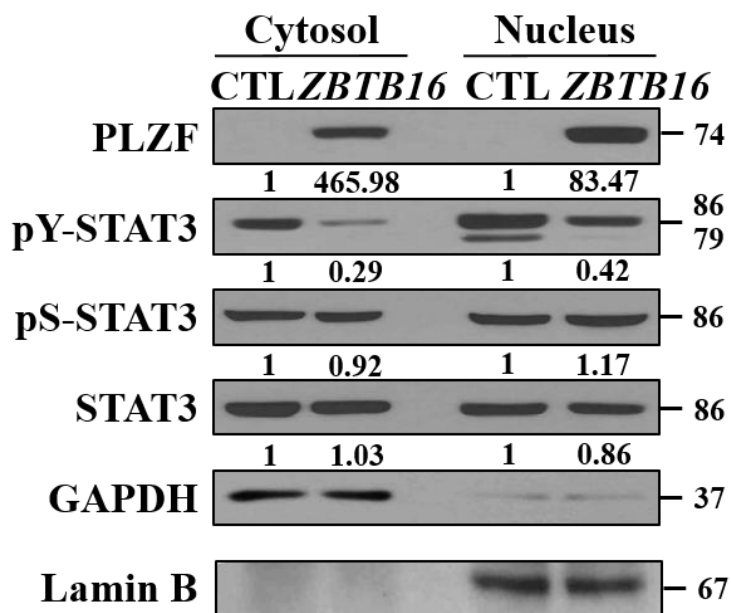 Cytosol Nucleus
CTL ZBTB16 CTL ZBTB16
PLZF 74
1 465.98 1 83.47
pY-STAT3 86
79
1 0.29 1 0.42
pS-STAT3 86
1 0.92 1 1.17
STAT3 86
1 1.03 1 0.86
GAPDH 37
Lamin B 67